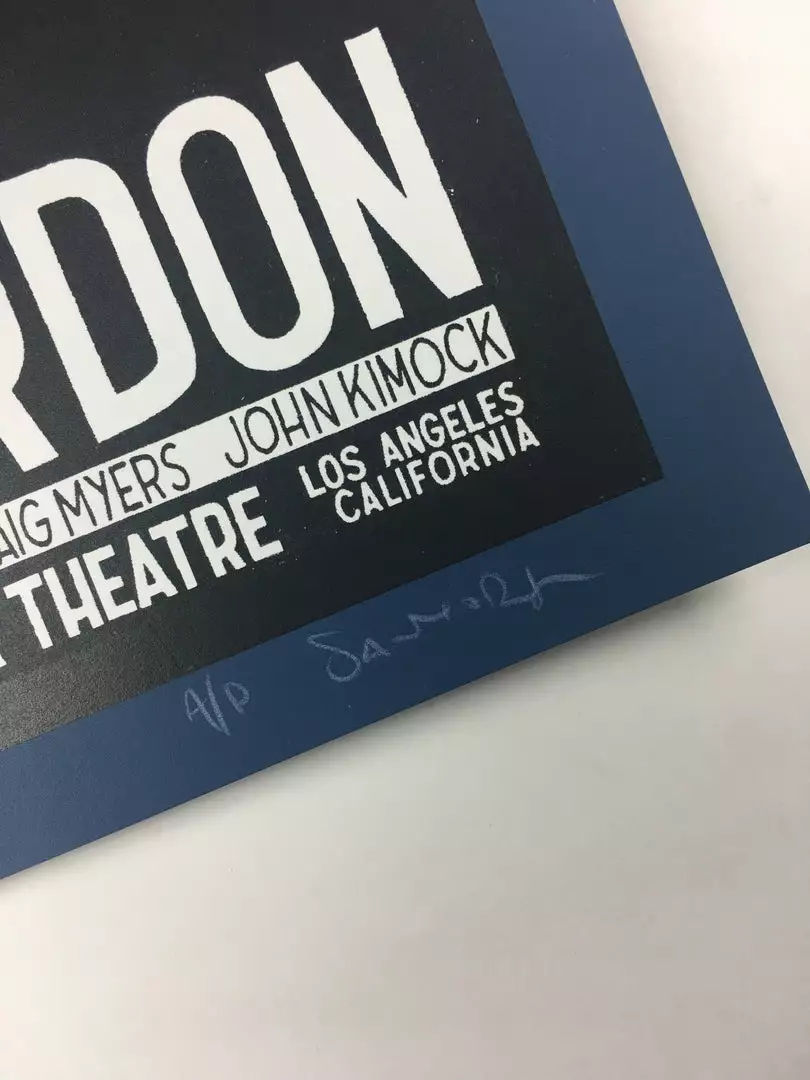 RDON
AIG MYERS JOHN KIMOCK
THEATRE LOS ANGELES
CALIFORNIA
A/P